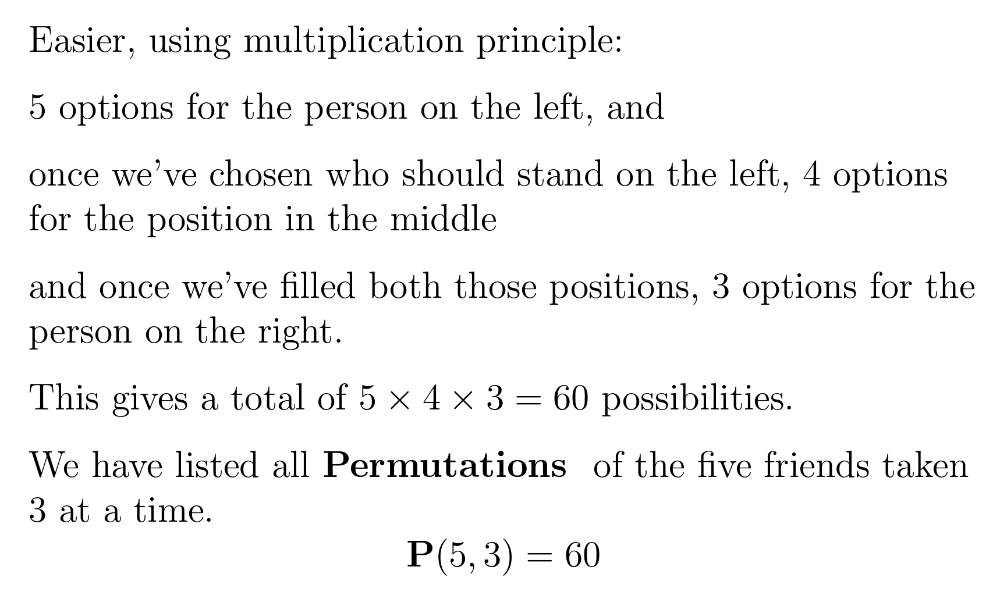 Easier, using multiplication principle:
5 options for the person on the left, and
once we've chosen who should stand on the left, 4 options
for the position in the middle
and once we've filled both those positions, 3 options for the
person on the right.
This gives a total of 5 × 4 × 3 = 60 possibilities.
We have listed all Permutations of the five friends taken
3 at a time.
P(5, 3) = 60